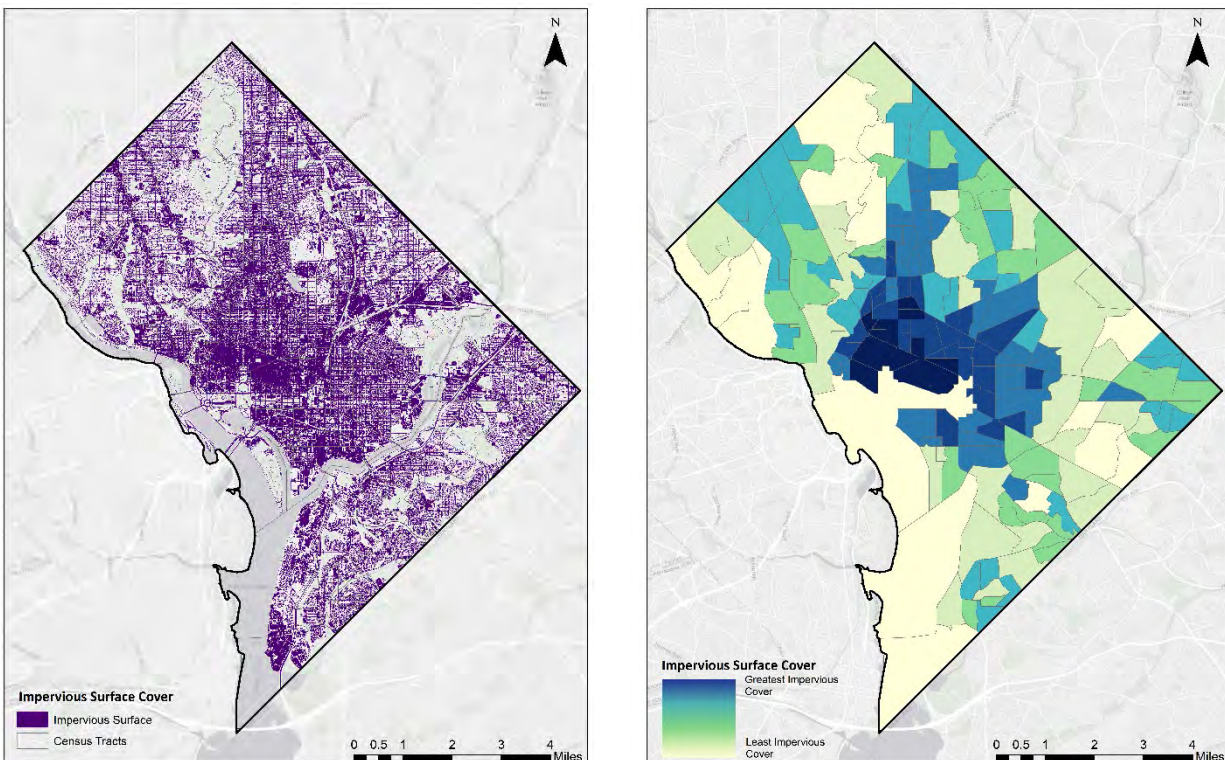 N
Impervious Surface Cover
Impervious Surface
Census Tracts
0 0.5 1 2 3 4
Miles
N
Impervious Surface Cover
Greatest Impervious
Cover
Least Impervious
Cover
0 0.5 1 2 3 4
Miles